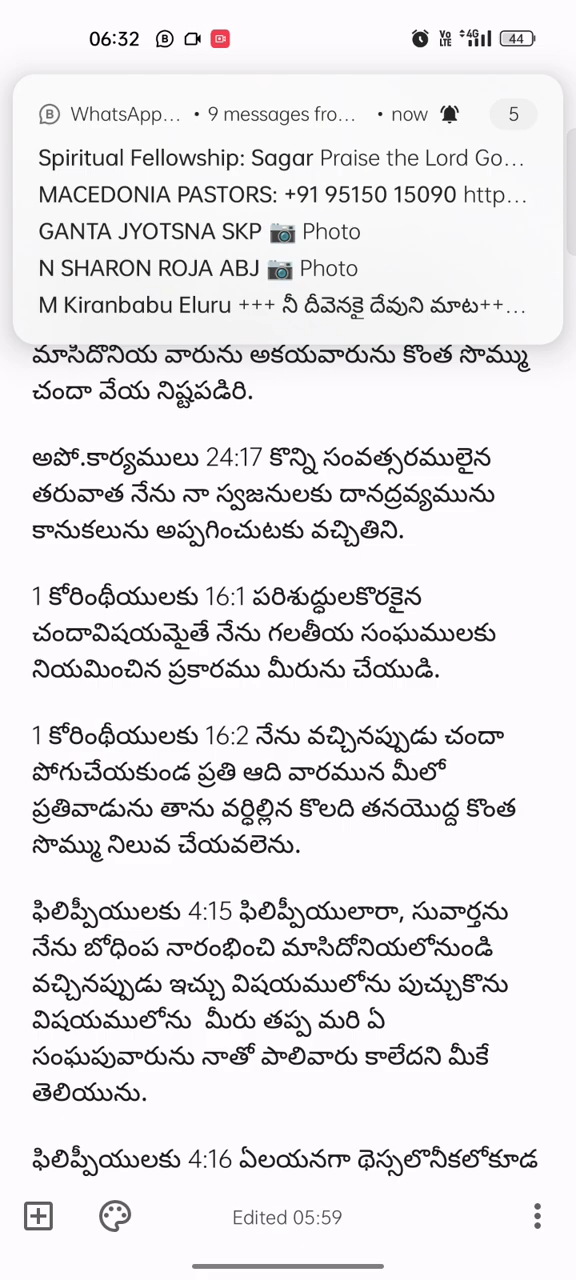 06:32
Vo LTE 4G 44
WhatsApp... • 9 messages fro... • now 5
Spiritual Fellowship: Sagar Praise the Lord Go...
MACEDONIA PASTORS: +91 95150 15090 http...
GANTA JYOTSNA SKP 📷 Photo
N SHARON ROJA ABJ 📷 Photo
M Kiranbabu Eluru +++ నీ దీవెనకై దేవుని మాట++...
మాసిదొనియ వారును అకయవారును కొంత సొమ్ము
చందా వేయ నిష్టపడిరి.
అపో.కార్యములు 24:17 కొన్ని సంవత్సరములైన
తరువాత నేను నా స్వజనులకు దానద్రవ్యమును
కానుకలును అప్పగించుటకు వచ్చితిని.
1 కోరింథీయులకు 16:1 పరిశుద్ధులకొరకైన
చందావిషయమైతే నేను గలతీయ సంఘములకు
నియమించిన ప్రకారము మీరును చేయుడి.
1 కోరింథీయులకు 16:2 నేను వచ్చినప్పుడు చందా
పోగుచేయకుండ ప్రతి ఆది వారమున మీలో
ప్రతివాడును తాను వర్ధిల్లిన కొలది తనయొద్ద కొంత
సొమ్ము నిలువ చేయవలెను.
ఫిలిప్పీయులకు 4:15 ఫిలిప్పీయులారా, సువార్తను
నేను బోధింప నారంభించి మాసిదోనియలోనుండి
వచ్చినప్పుడు ఇచ్చు విషయములోను పుచ్చుకొను
విషయములోను మీరు తప్ప మరి ఏ
సంఘపువారును నాతో పాలివారు కాలేదని మీకే
తెలియును.
ఫిలిప్పీయులకు 4:16 ఏలయనగా థెస్సలొనీకలోకూడ
Edited 05:59